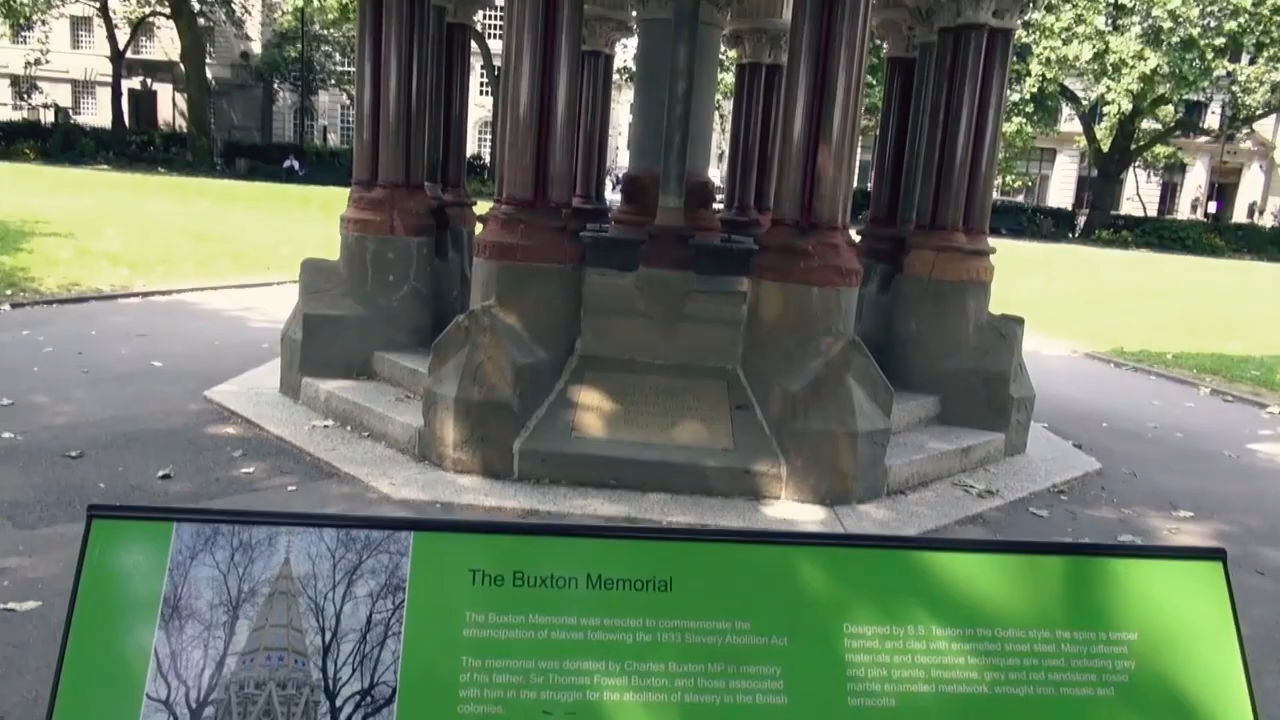 The Buxton Memorial
The Buxton Memorial was erected to commemorate the
emancipation of slaves following the 1833 Slavery Abolition Act
The memorial was donated by Charles Buxton MP in memory
of his father, Sir Thomas Fowell Buxton, and those associated
with him in the struggle for the abolition of slavery in the British
colonies.
Designed by S.S. Teulon in the Gothic style, the spire is timber
framed, and clad with enamelled sheet steel. Many different
materials and decorative techniques are used, including grey
and pink granite, limestone, grey and red sandstone, rosso
marble enamelled metalwork, wrought iron, mosaic and
terracotta